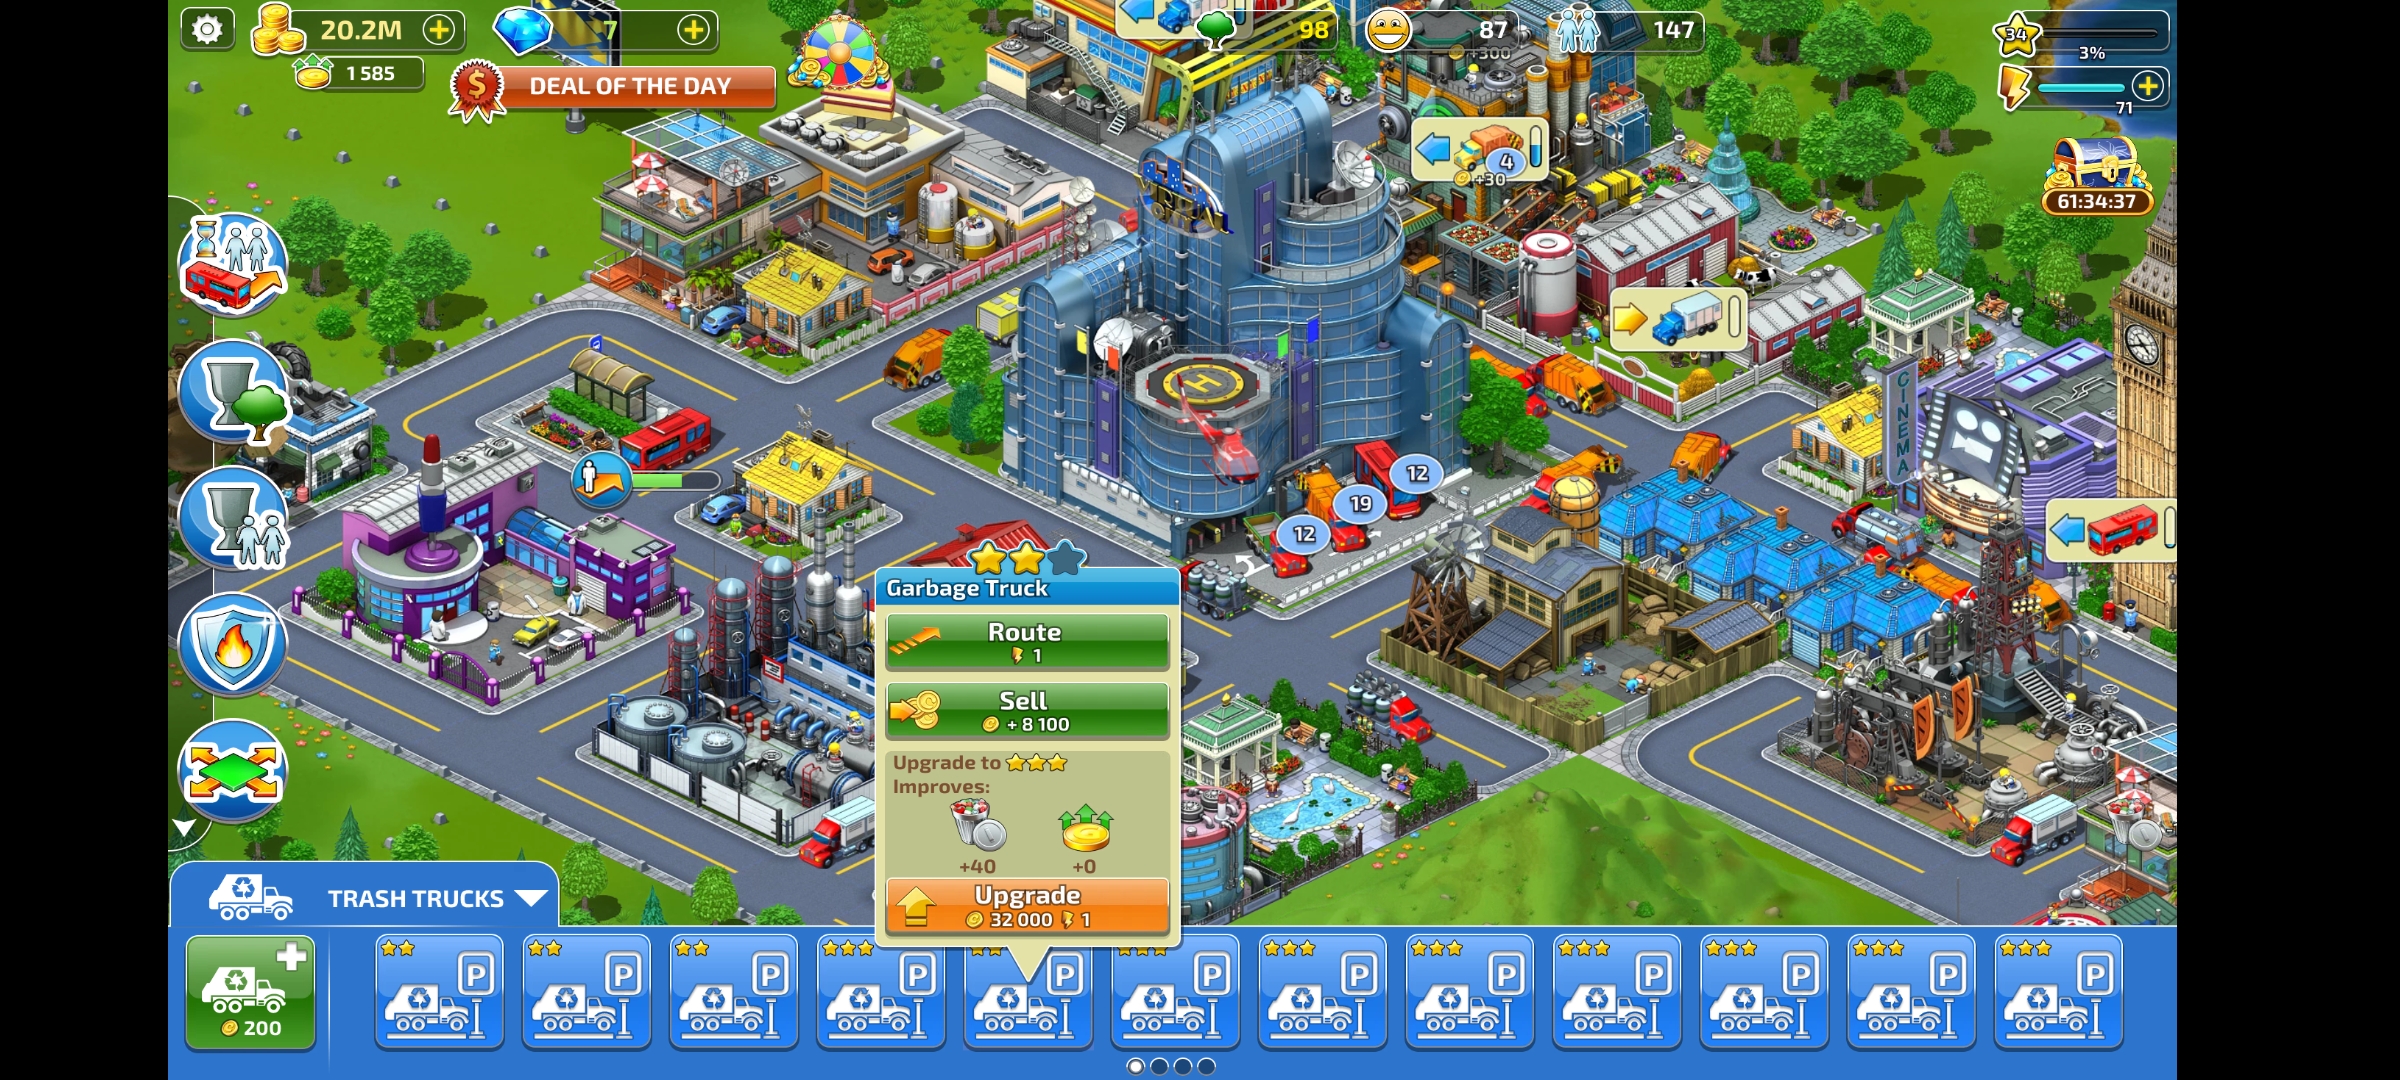 20.2M
7
98
87
147
34
3%
1 585
DEAL OF THE DAY
+300
71
4
+30
61:34:37
H
CINEMA
12
19
12
Garbage Truck
Route
1
Sell
+ 8 100
Upgrade to
Improves:
+40
+0
Upgrade
32 000 1
TRASH TRUCKS
200
P
P
P
P
P
P
P
P
P
P
P
P